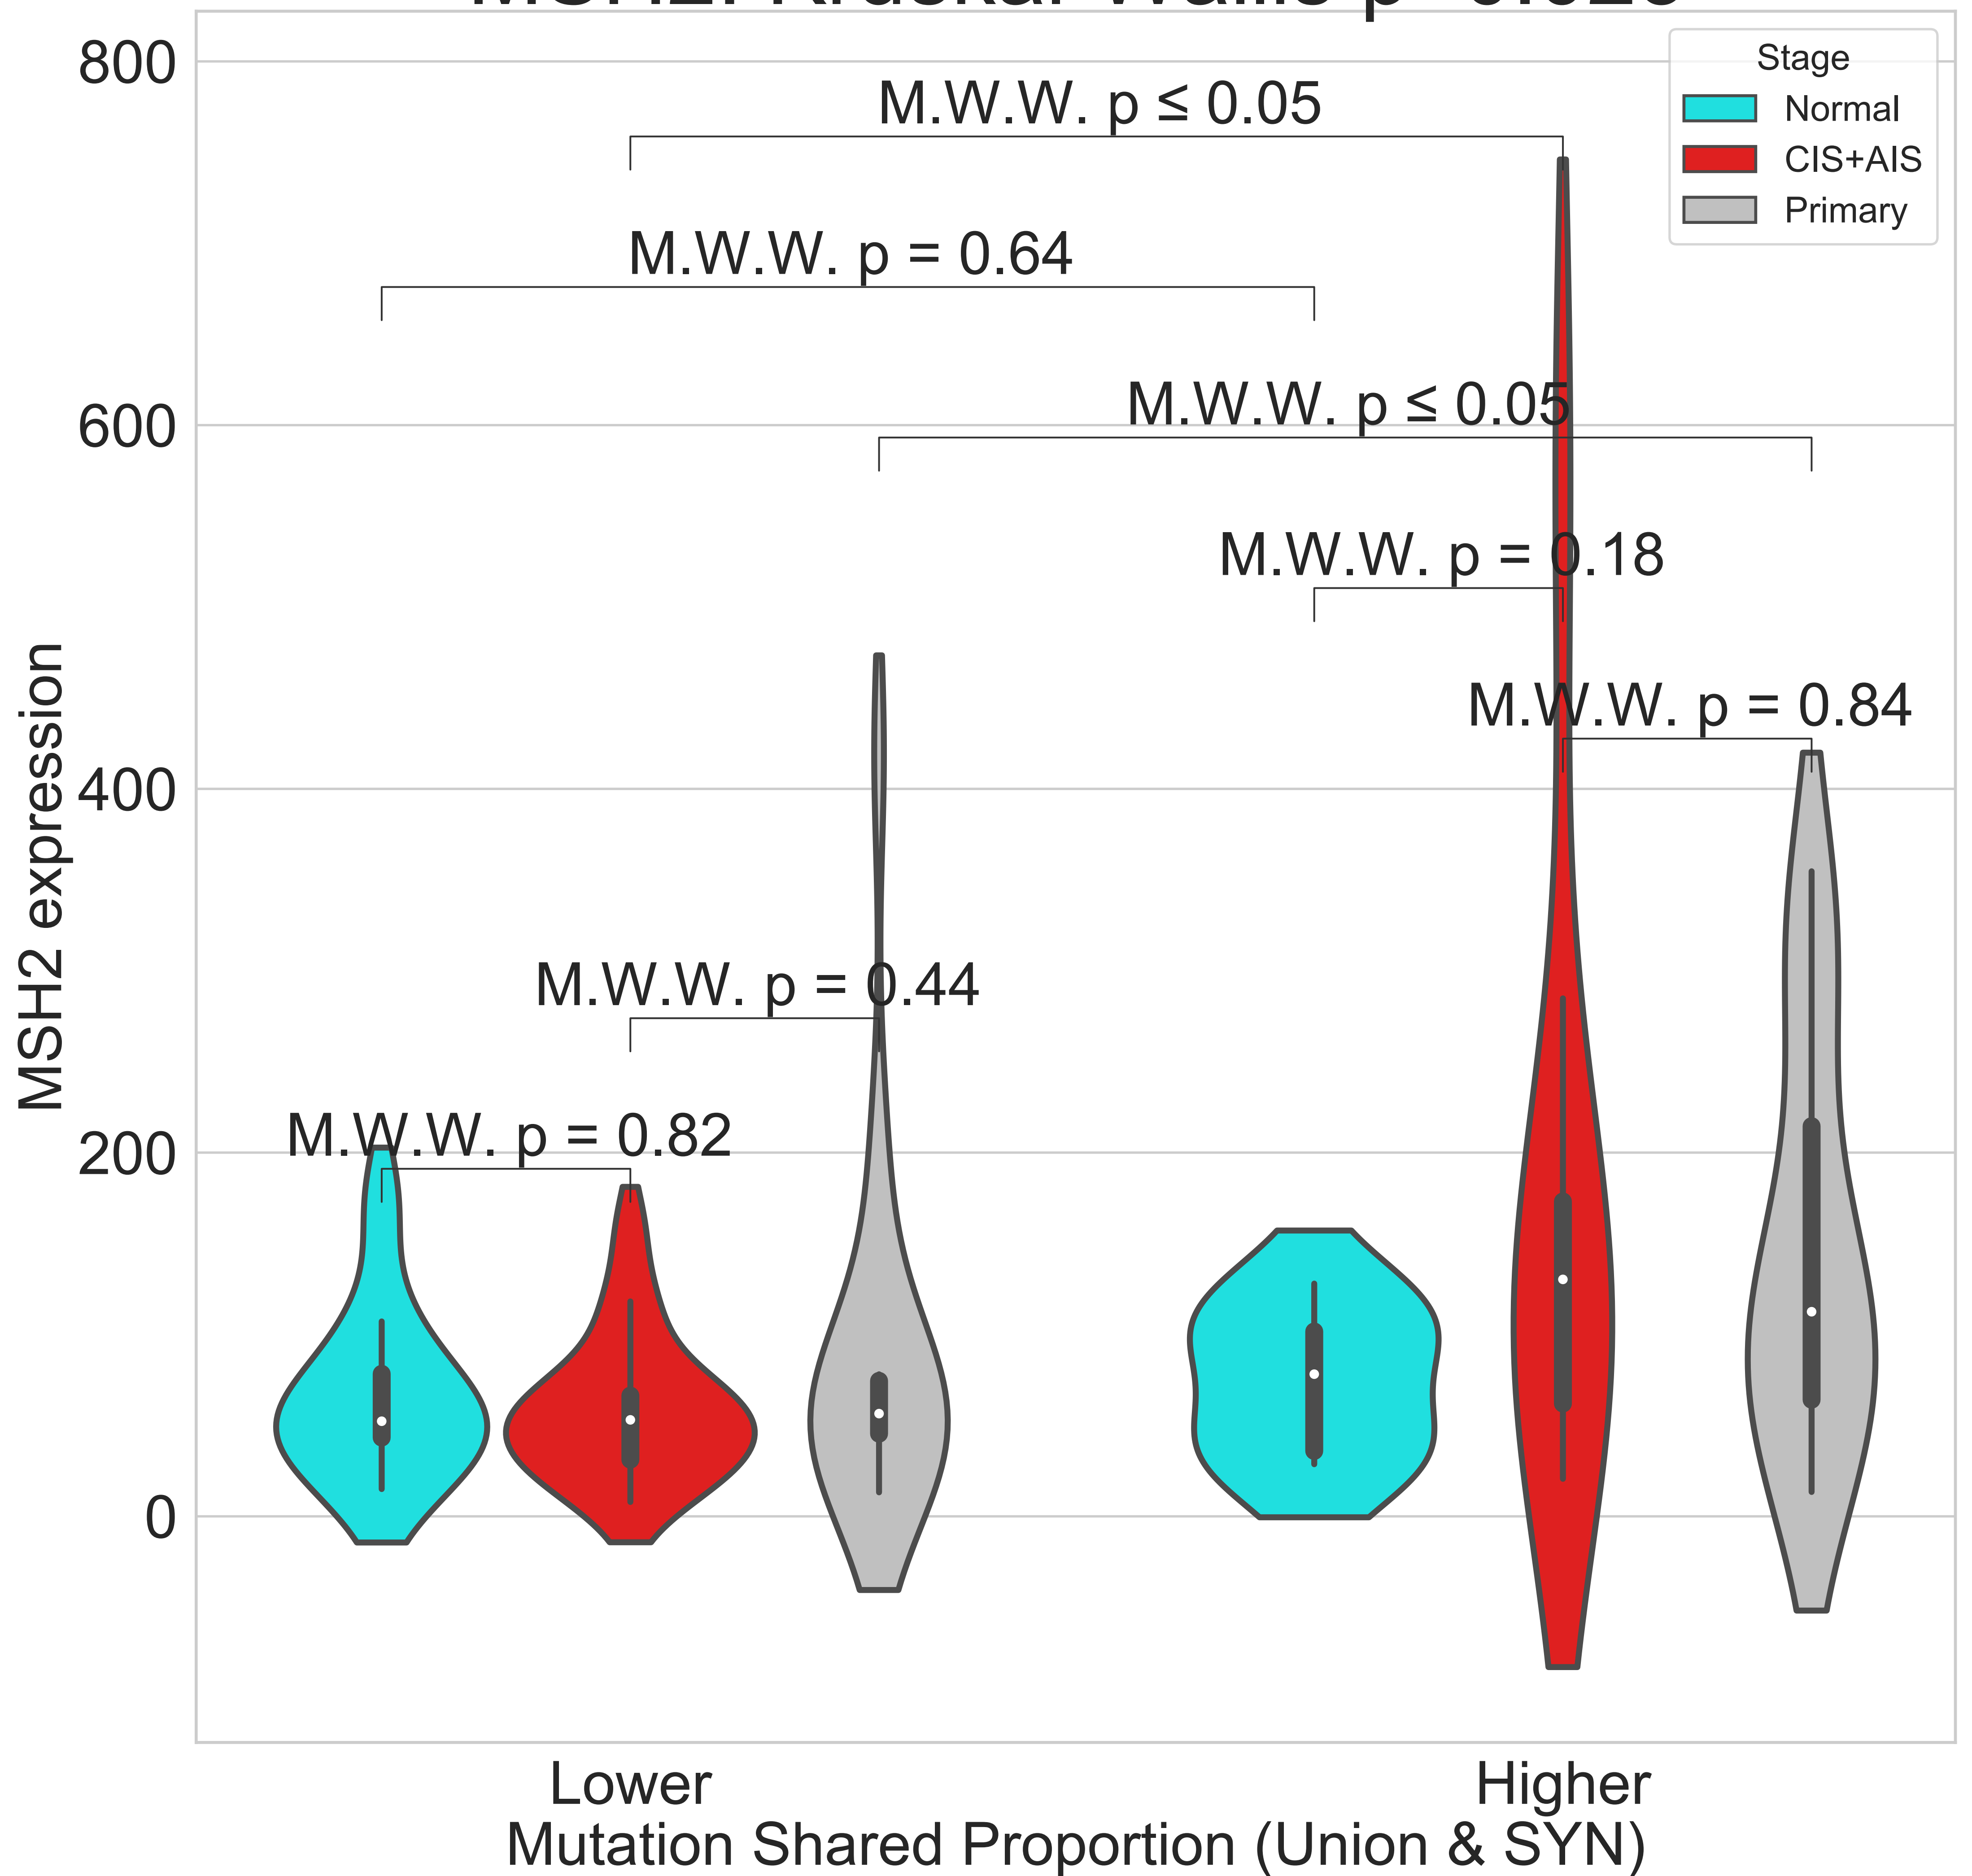 800
Stage
Normal
CIS+AIS
Primary
M.W.W. p ≤ 0.05
M.W.W. p = 0.64
600
M.W.W. p ≤ 0.05
M.W.W. p = 0.18
M.W.W. p = 0.84
400
M.W.W. p = 0.44
200
M.W.W. p = 0.82
0
MSH2 expression
Lower
Higher
Mutation Shared Proportion (Union & SYN)